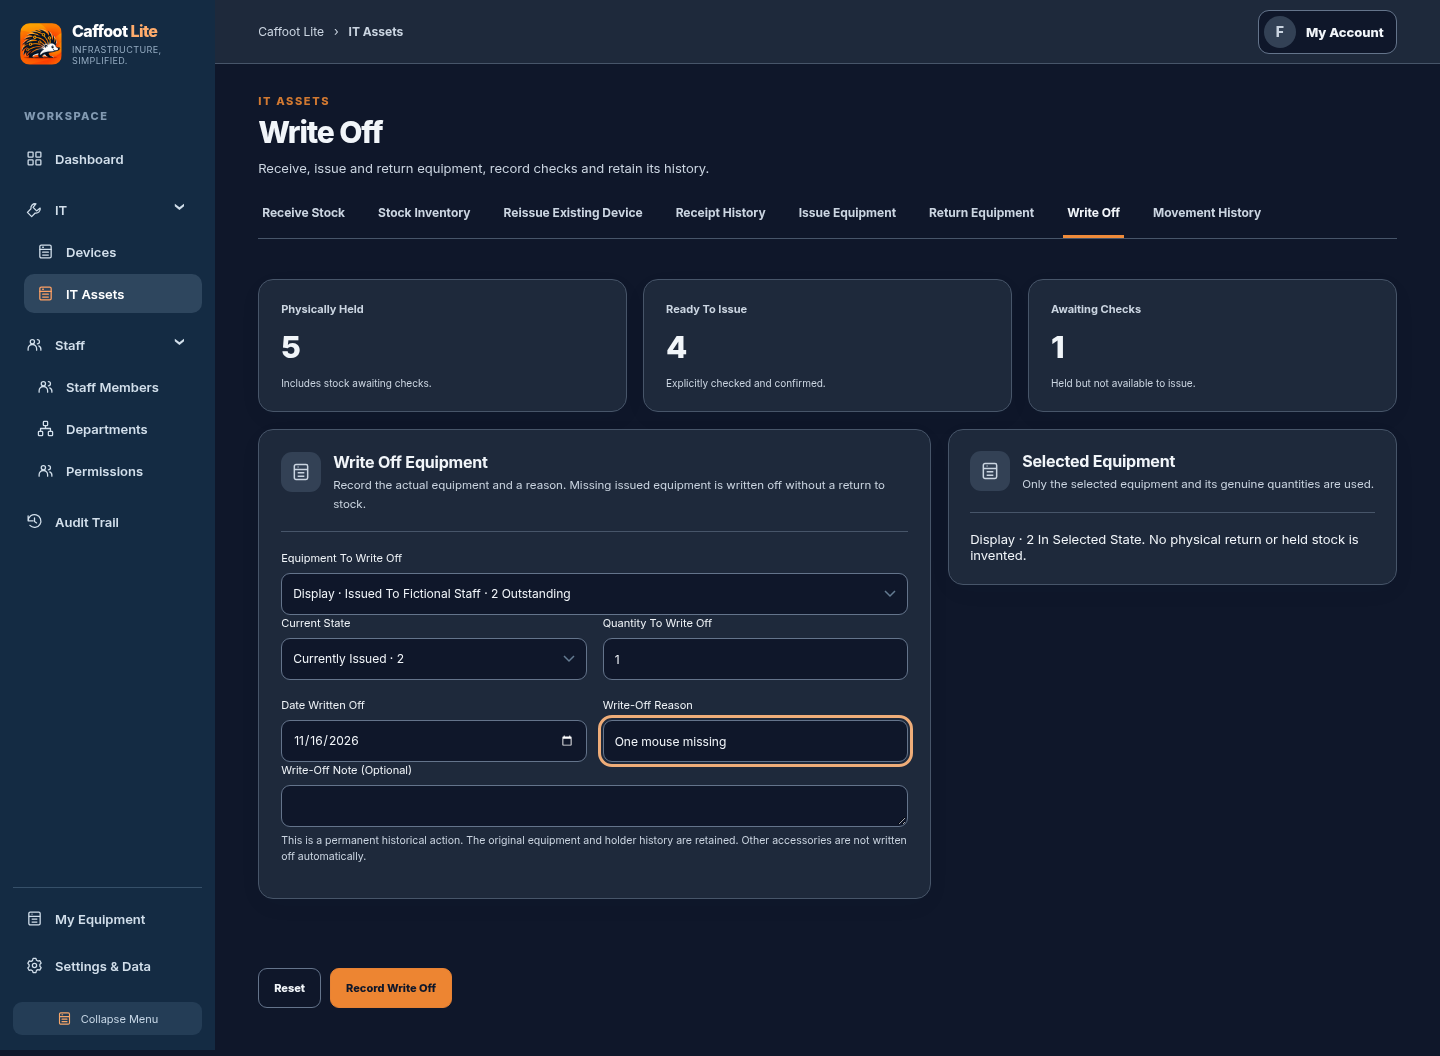 Caffoot Lite
INFRASTRUCTURE,
SIMPLIFIED.
WORKSPACE
Dashboard
IT
Devices
IT Assets
Staff
Staff Members
Departments
Permissions
Audit Trail
My Equipment
Settings & Data
Collapse Menu
Caffoot Lite › IT Assets
F My Account
IT ASSETS
Write Off
Receive, issue and return equipment, record checks and retain its history.
Receive Stock Stock Inventory Reissue Existing Device Receipt History Issue Equipment Return Equipment Write Off Movement History
Physically Held
5
Includes stock awaiting checks.
Ready To Issue
4
Explicitly checked and confirmed.
Awaiting Checks
1
Held but not available to issue.
Write Off Equipment
Record the actual equipment and a reason. Missing issued equipment is written off without a return to
stock.
Equipment To Write Off
Display · Issued To Fictional Staff · 2 Outstanding
Current State
Currently Issued · 2
Quantity To Write Off
1
Date Written Off
11/16/2026
Write-Off Reason
One mouse missing
Write-Off Note (Optional)
This is a permanent historical action. The original equipment and holder history are retained. Other accessories are not written
off automatically.
Selected Equipment
Only the selected equipment and its genuine quantities are used.
Display · 2 In Selected State. No physical return or held stock is
invented.
Reset
Record Write Off